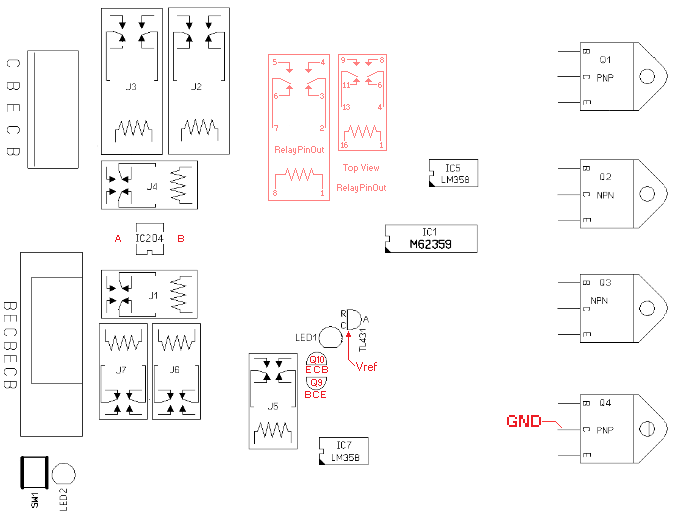 C B E C B
J3
J2
5 4
6 3
7 2
RelayPinOut
8 1
9 8
11 6
13 4
16 1
Top View
RelayPinOut
B
Q1
C PNP
E
IC5
LM358
J4
B
Q2
C NPN
E
A IC204 B
IC1
M62359
BECBECB
J1
B
Q3
C NPN
E
J7
J6
R
A
C
LED1
TL431
Q10
ECB
Vref
Q9
BCE
J5
B
Q4
GND
C PNP
E
IC7
LM358
SW1
LED2